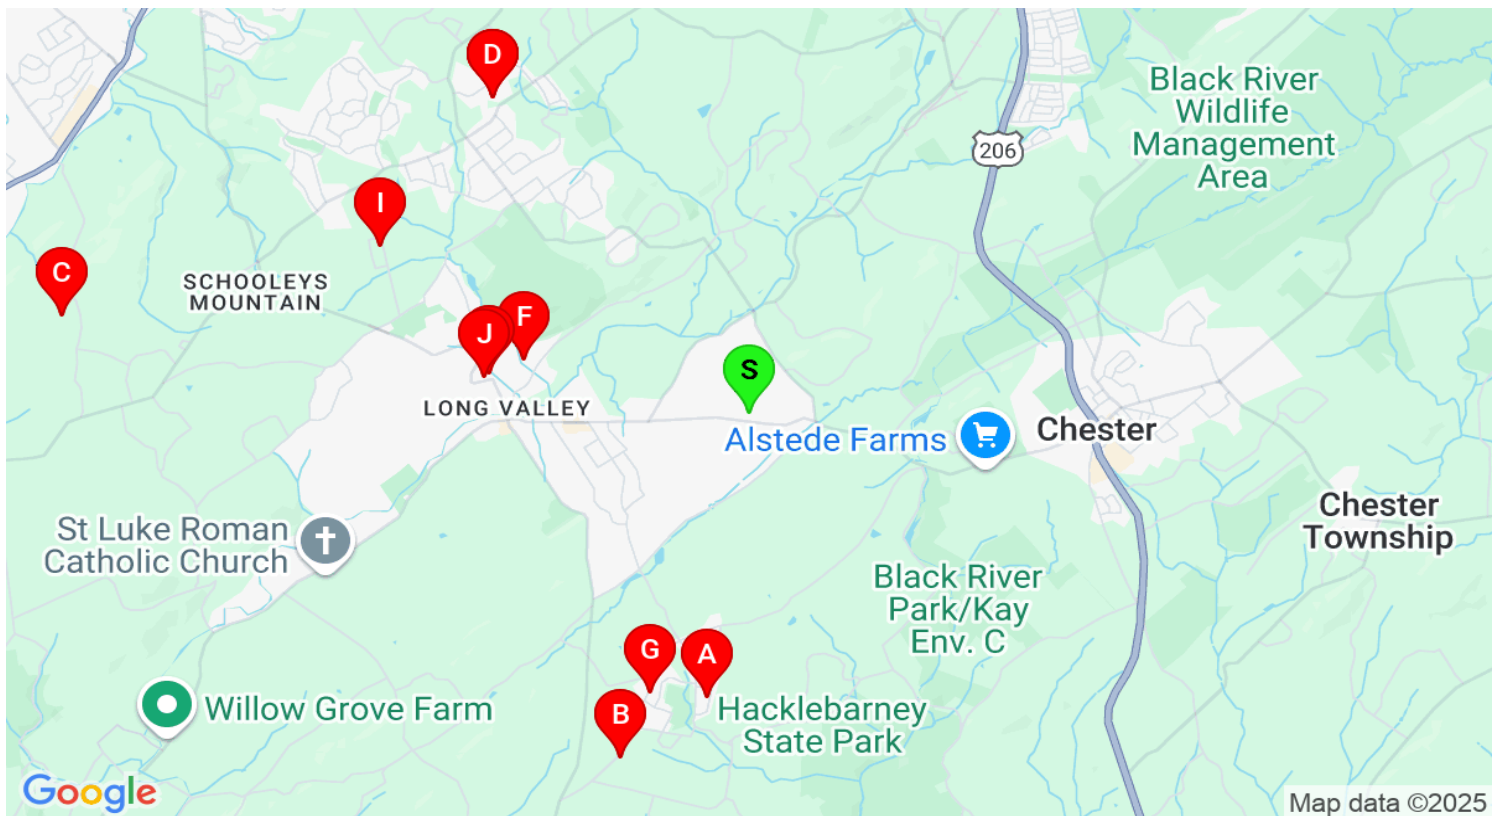 D
Black River
Wildlife
Management
Area
206
I
C
SCHOOLEYS
MOUNTAIN
F
J
S
LONG VALLEY
Alstede Farms
Chester
Chester
Township
St Luke Roman
Catholic Church
Black River
Park/Kay
Env. C
G
A
B
Willow Grove Farm
Hacklebarney
State Park
Google
Map data ©2025